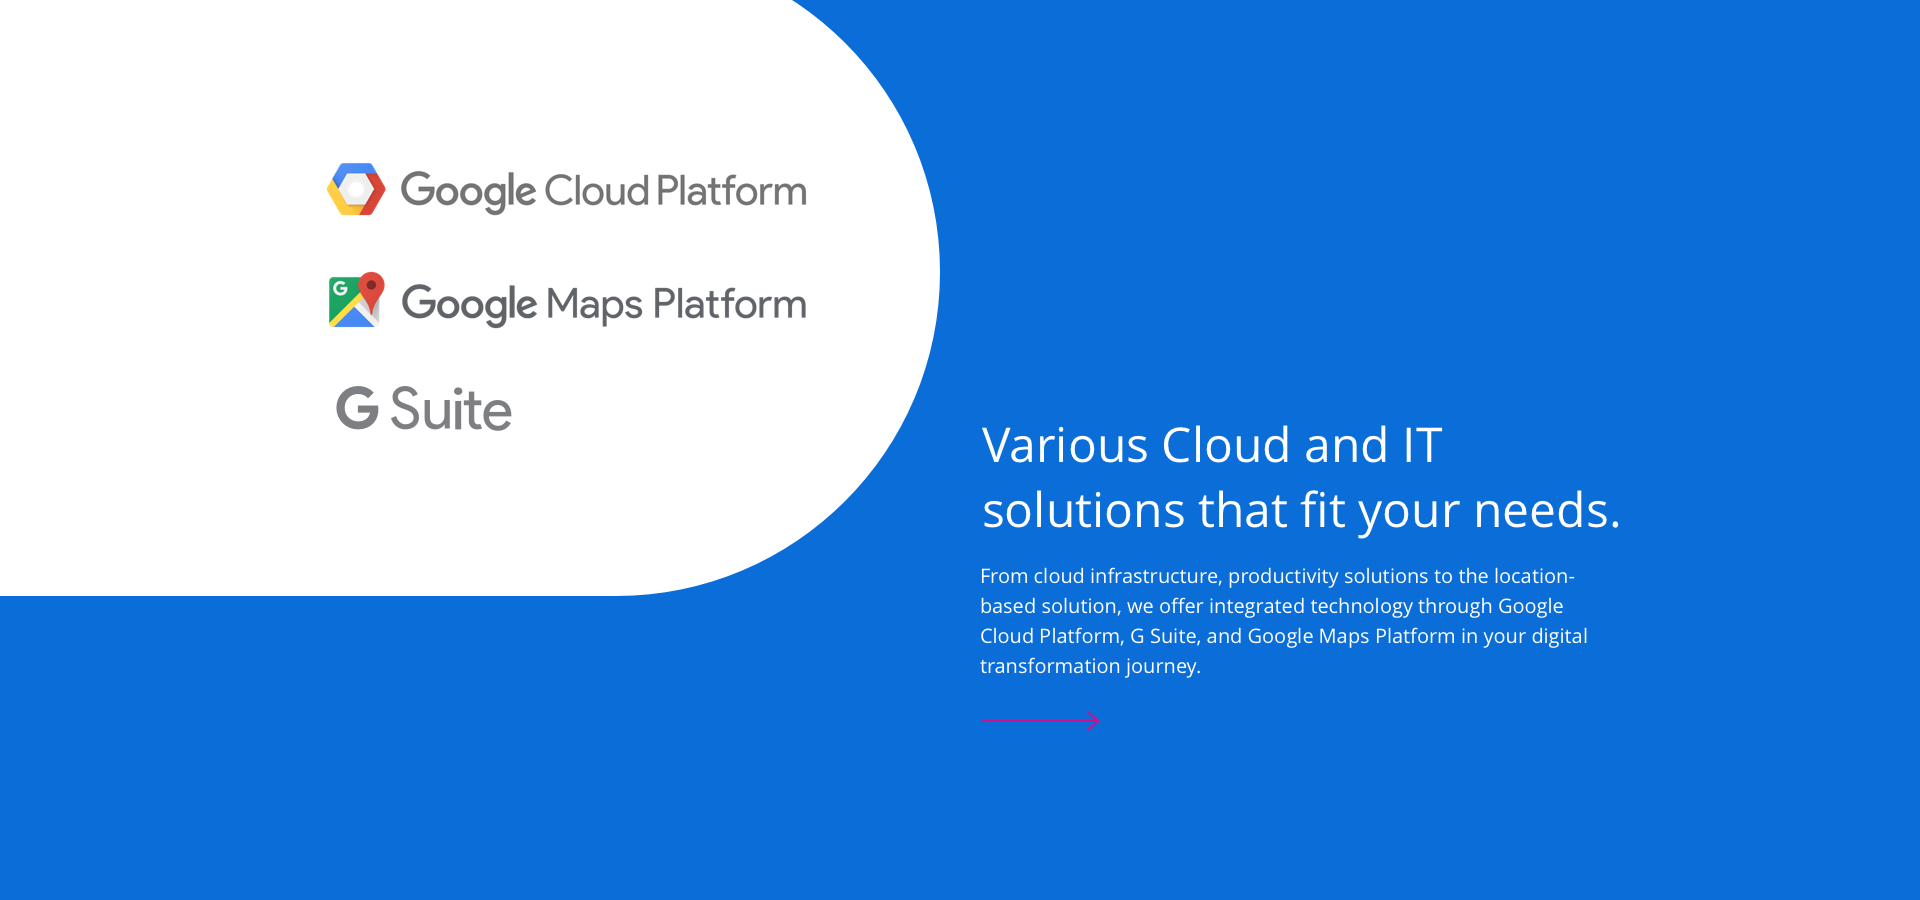 Google Cloud Platform
G
Google Maps Platform
G Suite
Various Cloud and IT
solutions that fit your needs.
From cloud infrastructure, productivity solutions to the location-
based solution, we offer integrated technology through Google
Cloud Platform, G Suite, and Google Maps Platform in your digital
transformation journey.